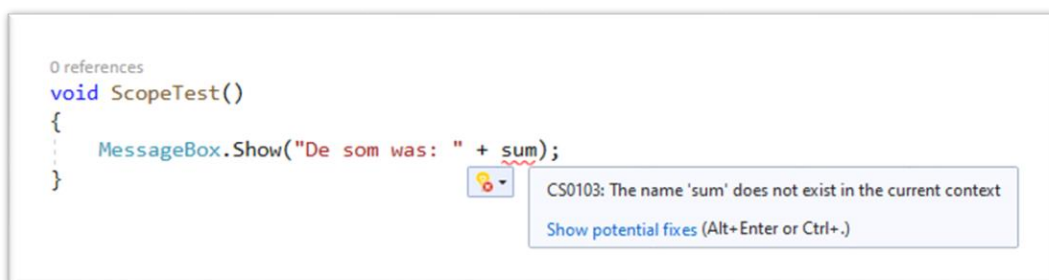 0 references
void ScopeTest()
{
MessageBox.Show("De som was: " + sum);
}
CS0103: The name 'sum' does not exist in the current context
Show potential fixes (Alt+Enter or Ctrl+.)